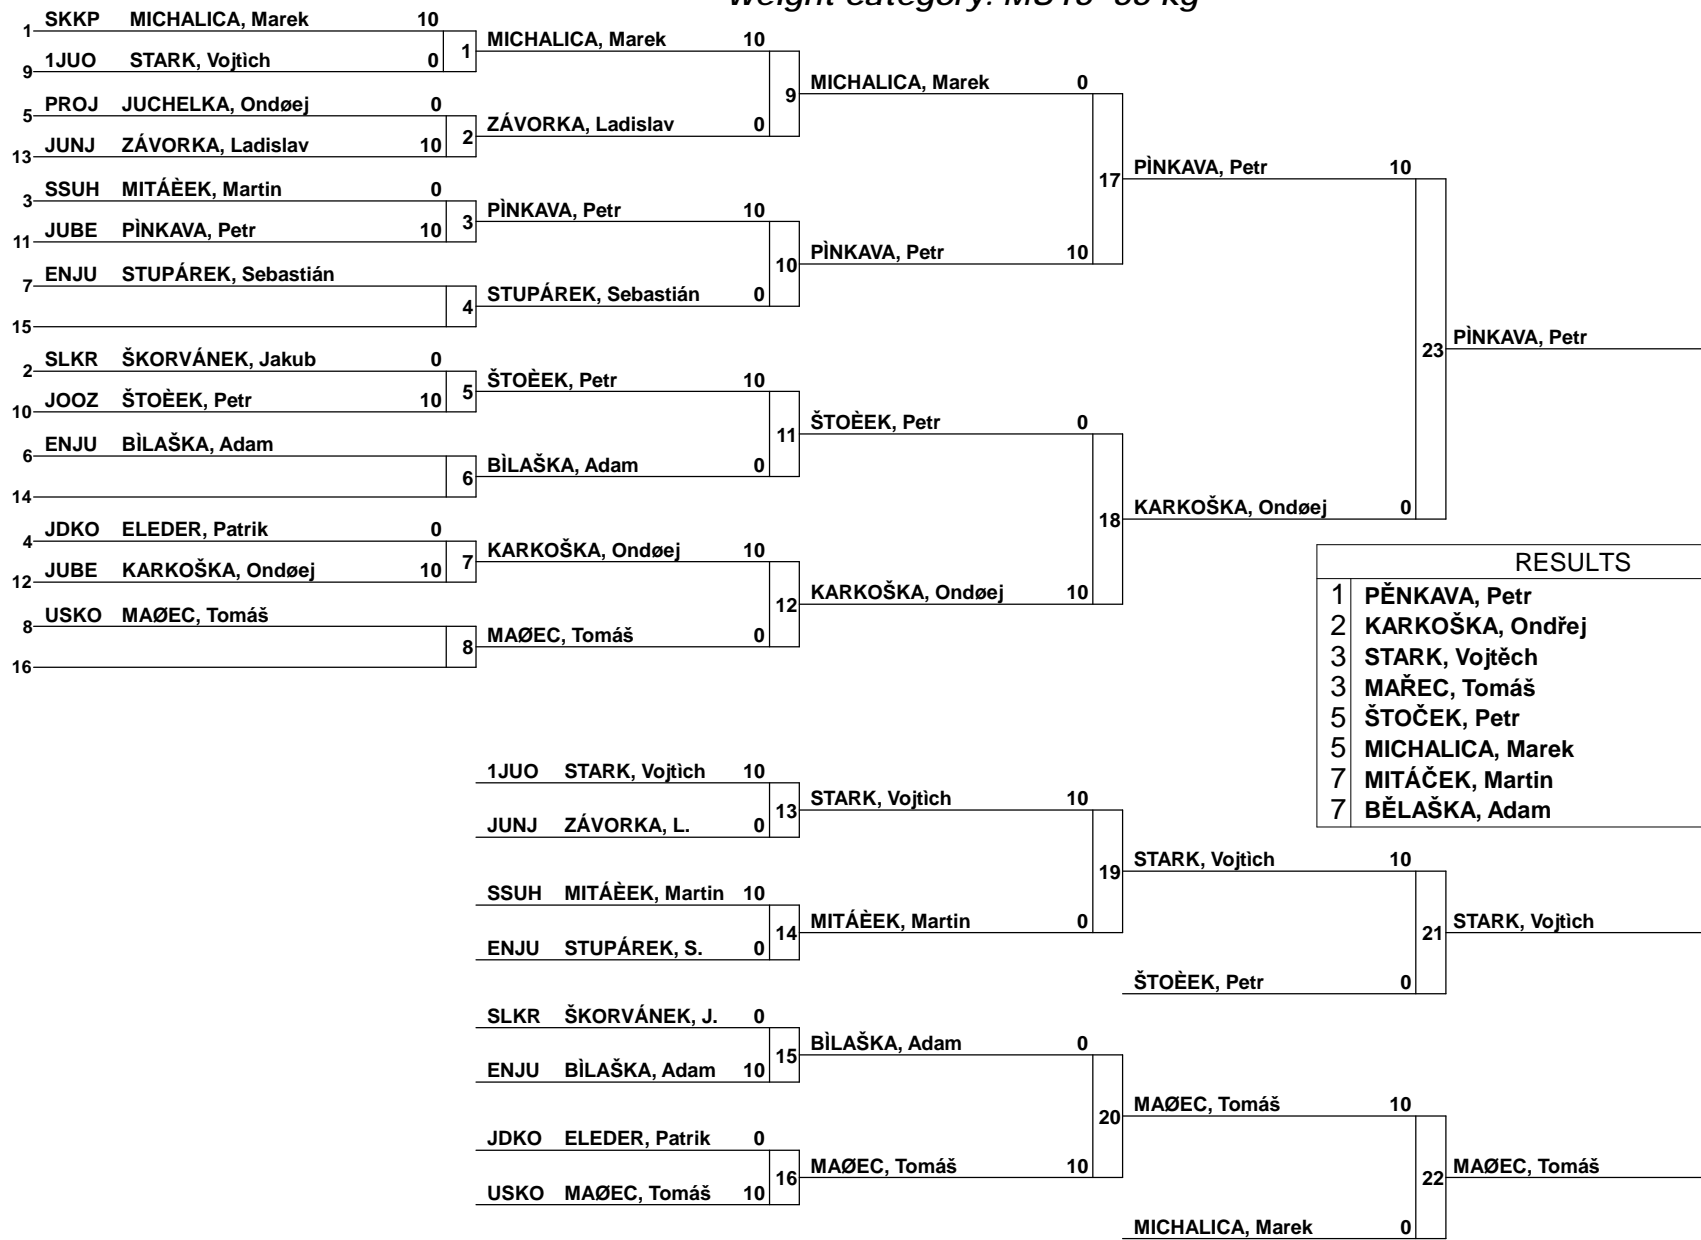 SKKP MICHALICA, Marek 10
1
1JUO STARK, Vojtìch 0
9
1
MICHALICA, Marek 10
PROJ JUCHELKA, Ondøej 0
5
JUNJ ZÁVORKA, Ladislav 10
13
2
ZÁVORKA, Ladislav 0
9
MICHALICA, Marek 0
SSUH MITÁÈEK, Martin 0
3
JUBE PÌNKAVA, Petr 10
11
3
PÌNKAVA, Petr 10
ENJU STUPÁREK, Sebastián
7
15
4
STUPÁREK, Sebastián 0
10
PÌNKAVA, Petr 10
17
PÌNKAVA, Petr 10
SLKR ŠKORVÁNEK, Jakub 0
2
JOOZ ŠTOÈEK, Petr 10
10
5
ŠTOÈEK, Petr 10
ENJU BÌLAŠKA, Adam
6
14
6
BÌLAŠKA, Adam 0
11
ŠTOÈEK, Petr 0
JDKO ELEDER, Patrik 0
4
JUBE KARKOŠKA, Ondøej 10
12
7
KARKOŠKA, Ondøej 10
USKO MAØEC, Tomáš
8
16
8
MAØEC, Tomáš 0
12
KARKOŠKA, Ondøej 10
18
KARKOŠKA, Ondøej 0
23
PÌNKAVA, Petr
RESULTS
1 PĚNKAVA, Petr
2 KARKOŠKA, Ondřej
3 STARK, Vojtěch
3 MAŘEC, Tomáš
5 ŠTOČEK, Petr
5 MICHALICA, Marek
7 MITÁČEK, Martin
7 BĚLAŠKA, Adam
1JUO STARK, Vojtìch 10
JUNJ ZÁVORKA, L. 0
13
STARK, Vojtìch 10
SSUH MITÁÈEK, Martin 10
ENJU STUPÁREK, S. 0
14
MITÁÈEK, Martin 0
19
STARK, Vojtìch 10
ŠTOÈEK, Petr 0
21
STARK, Vojtìch
SLKR ŠKORVÁNEK, J. 0
ENJU BÌLAŠKA, Adam 10
15
BÌLAŠKA, Adam 0
JDKO ELEDER, Patrik 0
USKO MAØEC, Tomáš 10
16
MAØEC, Tomáš 10
20
MAØEC, Tomáš 10
MICHALICA, Marek 0
22
MAØEC, Tomáš